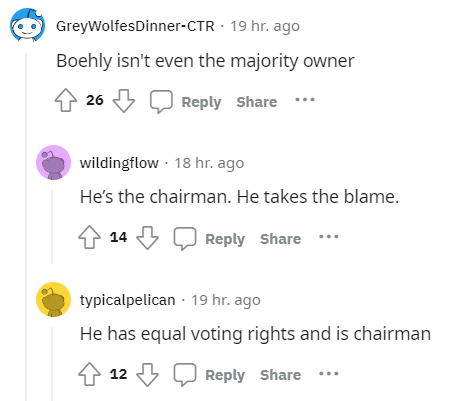 GreyWolfesDinner-CTR · 19 hr. ago
Boehly isn't even the majority owner
26 Reply Share ···
wildingflow · 18 hr. ago
He’s the chairman. He takes the blame.
14 Reply Share ···
typicalpelican · 19 hr. ago
He has equal voting rights and is chairman
12 Reply Share ···